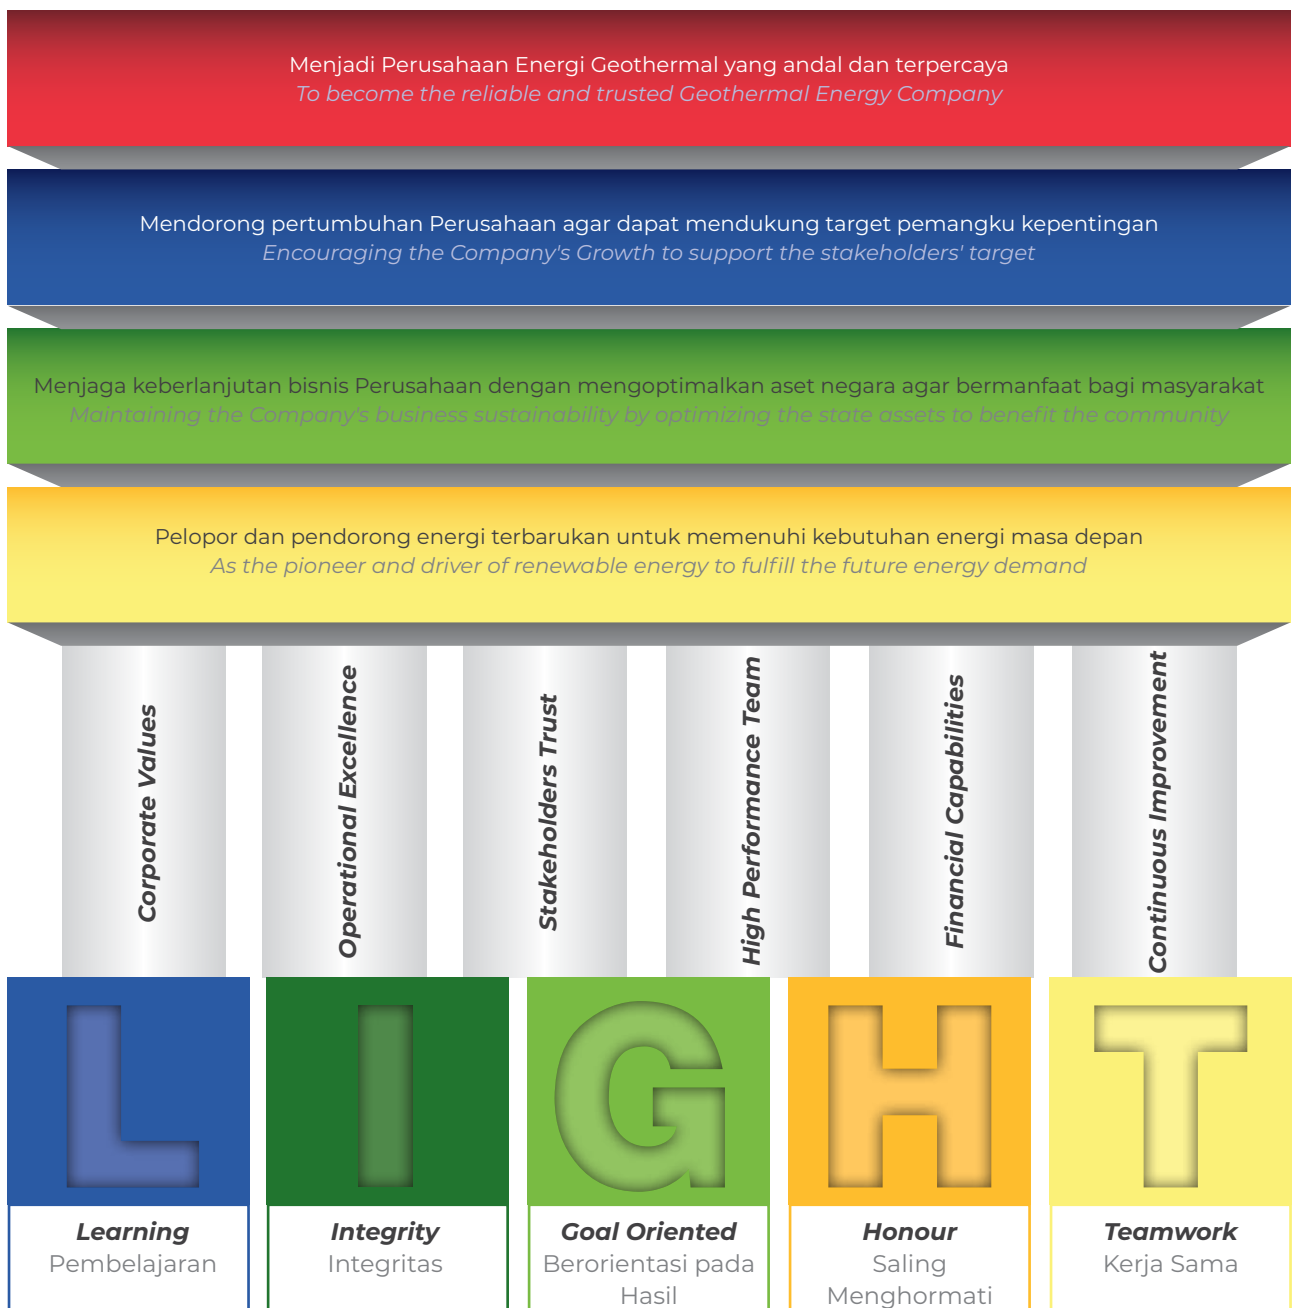 Menjadi Perusahaan Energi Geothermal yang andal dan terpercaya
To become the reliable and trusted Geothermal Energy Company
Mendorong pertumbuhan Perusahaan agar dapat mendukung target pemangku kepentingan
Encouraging the Company's Growth to support the stakeholders' target
Menjaga keberlanjutan bisnis Perusahaan dengan mengoptimalkan aset negara agar bermanfaat bagi masyarakat
Maintaining the Company's business sustainability by optimizing the state assets to benefit the community
Pelopor dan pendorong energi terbarukan untuk memenuhi kebutuhan energi masa depan
As the pioneer and driver of renewable energy to fulfill the future energy demand
Corporate Values
Operational Excellence
Stakeholders Trust
High Performance Team
Financial Capabilities
Continuous Improvement
L
Learning
Pembelajaran
I
Integrity
Integritas
G
Goal Oriented
Berorientasi pada
Hasil
H
Honour
Saling
Menghormati
T
Teamwork
Kerja Sama